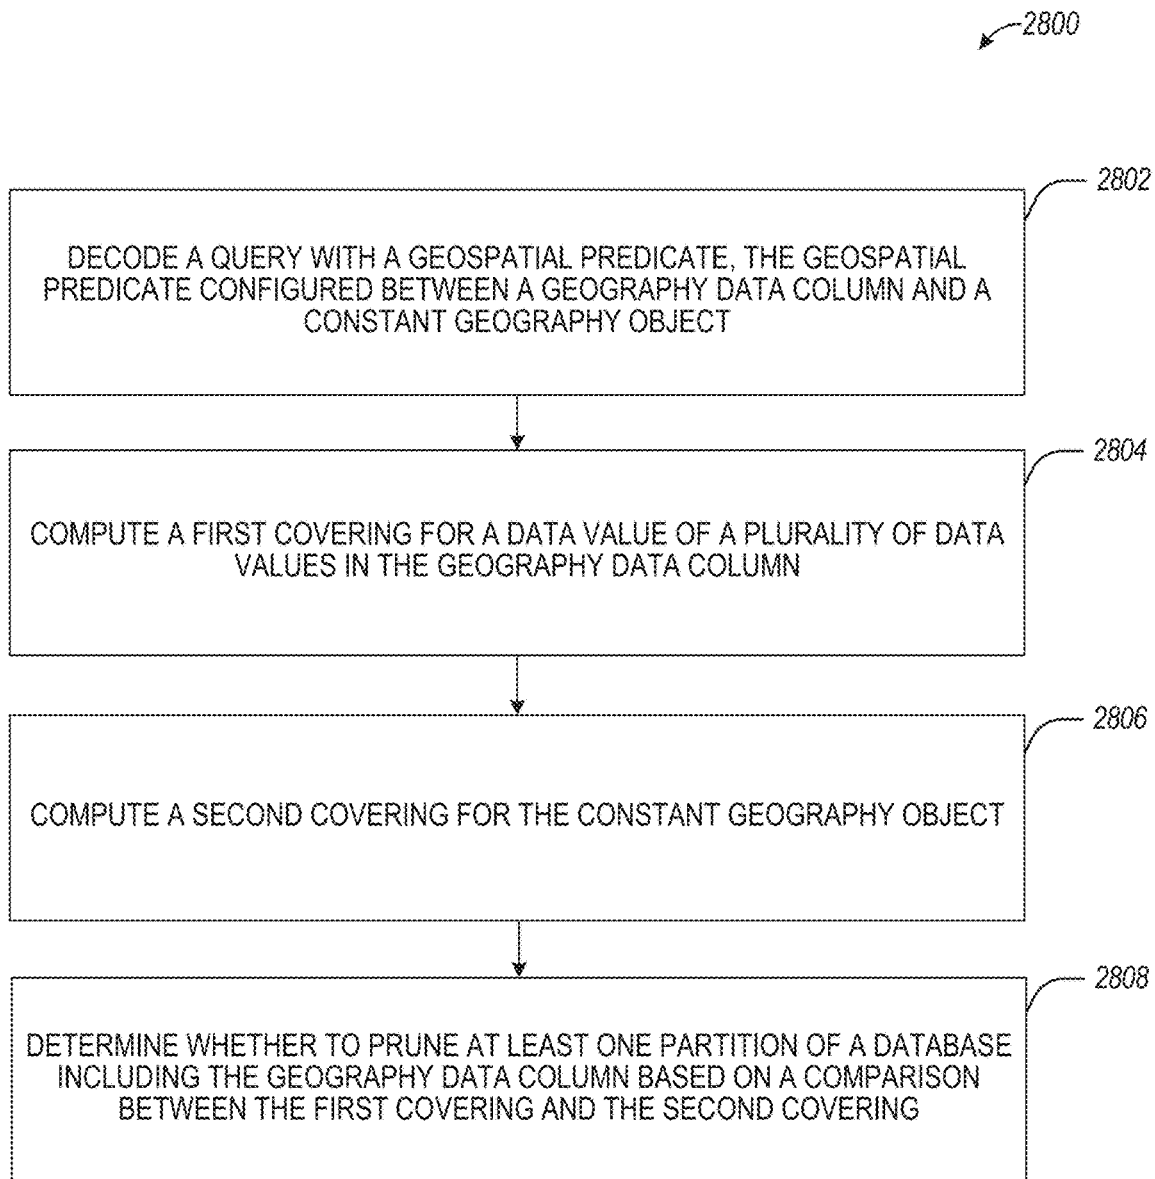 2800
2802
DECODE A QUERY WITH A GEOSPATIAL PREDICATE, THE GEOSPATIAL
PREDICATE CONFIGURED BETWEEN A GEOGRAPHY DATA COLUMN AND A
CONSTANT GEOGRAPHY OBJECT
2804
COMPUTE A FIRST COVERING FOR A DATA VALUE OF A PLURALITY OF DATA
VALUES IN THE GEOGRAPHY DATA COLUMN
2806
COMPUTE A SECOND COVERING FOR THE CONSTANT GEOGRAPHY OBJECT
2808
DETERMINE WHETHER TO PRUNE AT LEAST ONE PARTITION OF A DATABASE
INCLUDING THE GEOGRAPHY DATA COLUMN BASED ON A COMPARISON
BETWEEN THE FIRST COVERING AND THE SECOND COVERING